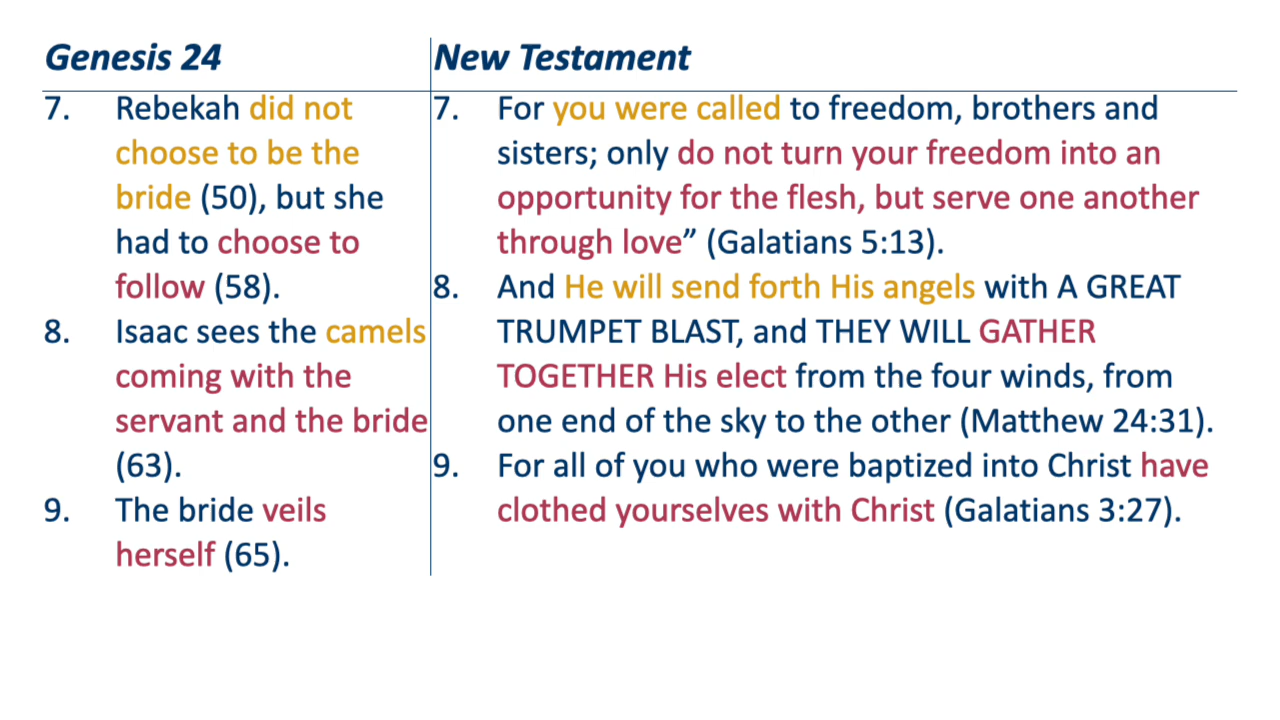 Genesis 24
7. Rebekah did not
choose to be the
bride (50), but she
had to choose to
follow (58).
8. Isaac sees the camels
coming with the
servant and the bride
(63).
9. The bride veils
herself (65).
New Testament
7. For you were called to freedom, brothers and
sisters; only do not turn your freedom into an
opportunity for the flesh, but serve one another
through love” (Galatians 5:13).
8. And He will send forth His angels with A GREAT
TRUMPET BLAST, and THEY WILL GATHER
TOGETHER His elect from the four winds, from
one end of the sky to the other (Matthew 24:31).
9. For all of you who were baptized into Christ have
clothed yourselves with Christ (Galatians 3:27).